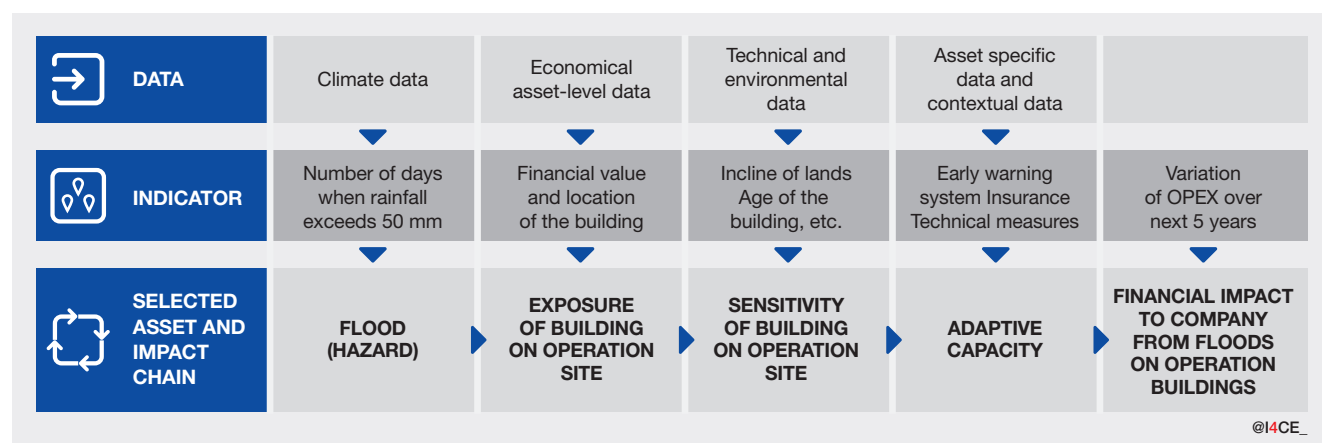 DATA
Climate data
Economical
asset-level data
Technical and
environmental
data
Asset specific
data and
contextual data
INDICATOR
Number of days
when rainfall
exceeds 50 mm
Financial value
and location
of the building
Incline of lands
Age of the
building, etc.
Early warning
system Insurance
Technical measures
Variation
of OPEX over
next 5 years
SELECTED
ASSET AND
IMPACT
CHAIN
FLOOD
(HAZARD)
EXPOSURE
OF BUILDING
ON OPERATION
SITE
SENSITIVITY
OF BUILDING
ON OPERATION
SITE
ADAPTIVE
CAPACITY
FINANCIAL IMPACT
TO COMPANY
FROM FLOODS
ON OPERATION
BUILDINGS
@I4CE_